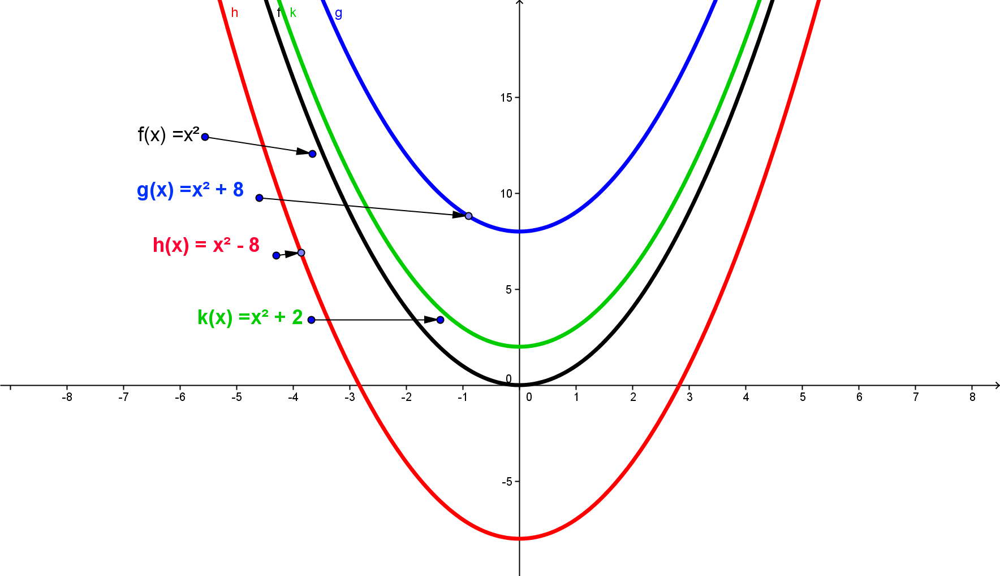 h f k g
15
f(x) =x²
g(x) =x² + 8
10
h(x) = x² - 8
5
k(x) =x² + 2
0
-8 -7 -6 -5 -4 -3 -2 -1 0 1 2 3 4 5 6 7 8
-5